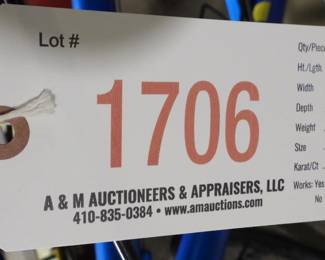 Lot #
1706
A & M AUCTIONEERS & APPRAISERS, LLC
410-835-0384 • www.amauctions.com
Qty/Piec
Ht./Lgth.
Width
Depth
Weight
Size
Karat/Ct
Works: Yes
No